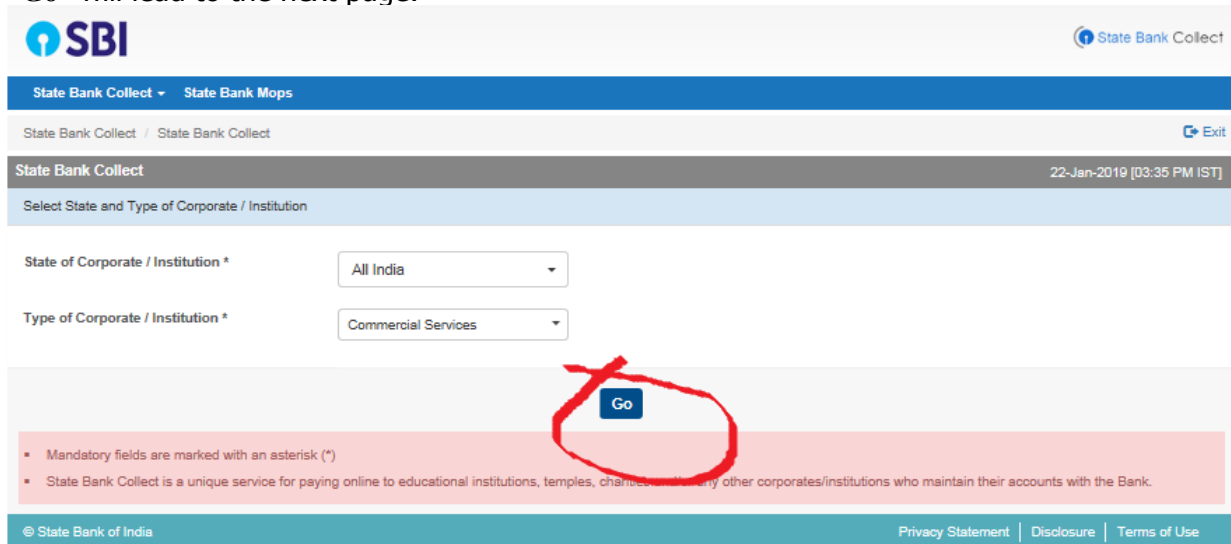 Go will lead to the next page.
SBI
State Bank Collect
State Bank Collect State Bank Mops
State Bank Collect / State Bank Collect
Exit
State Bank Collect
22-Jan-2019 [03:35 PM IST]
Select State and Type of Corporate / Institution
State of Corporate / Institution *
All India
Type of Corporate / Institution *
Commercial Services
Go
Mandatory fields are marked with an asterisk (*)
State Bank Collect is a unique service for paying online to educational institutions, temples, charities any other corporates/institutions who maintain their accounts with the Bank.
© State Bank of India
Privacy Statement | Disclosure | Terms of Use